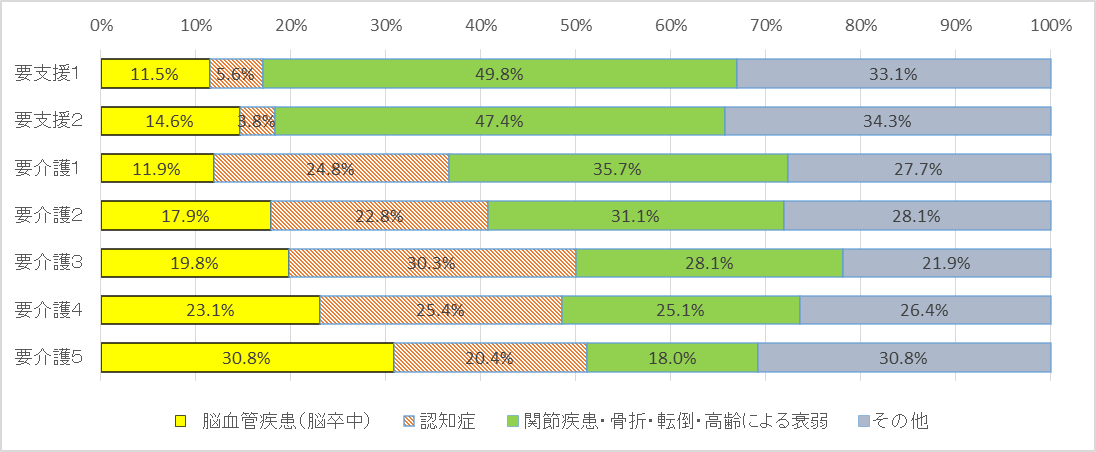 0% 10% 20% 30% 40% 50% 60% 70% 80% 90% 100%
要支援1 11.5% 5.6% 49.8% 33.1%
要支援2 14.6% 3.8% 47.4% 34.3%
要介護1 11.9% 24.8% 35.7% 27.7%
要介護2 17.9% 22.8% 31.1% 28.1%
要介護3 19.8% 30.3% 28.1% 21.9%
要介護4 23.1% 25.4% 25.1% 26.4%
要介護5 30.8% 20.4% 18.0% 30.8%
脳血管疾患(脳卒中) 認知症 関節疾患・骨折・転倒・高齢による衰弱 その他